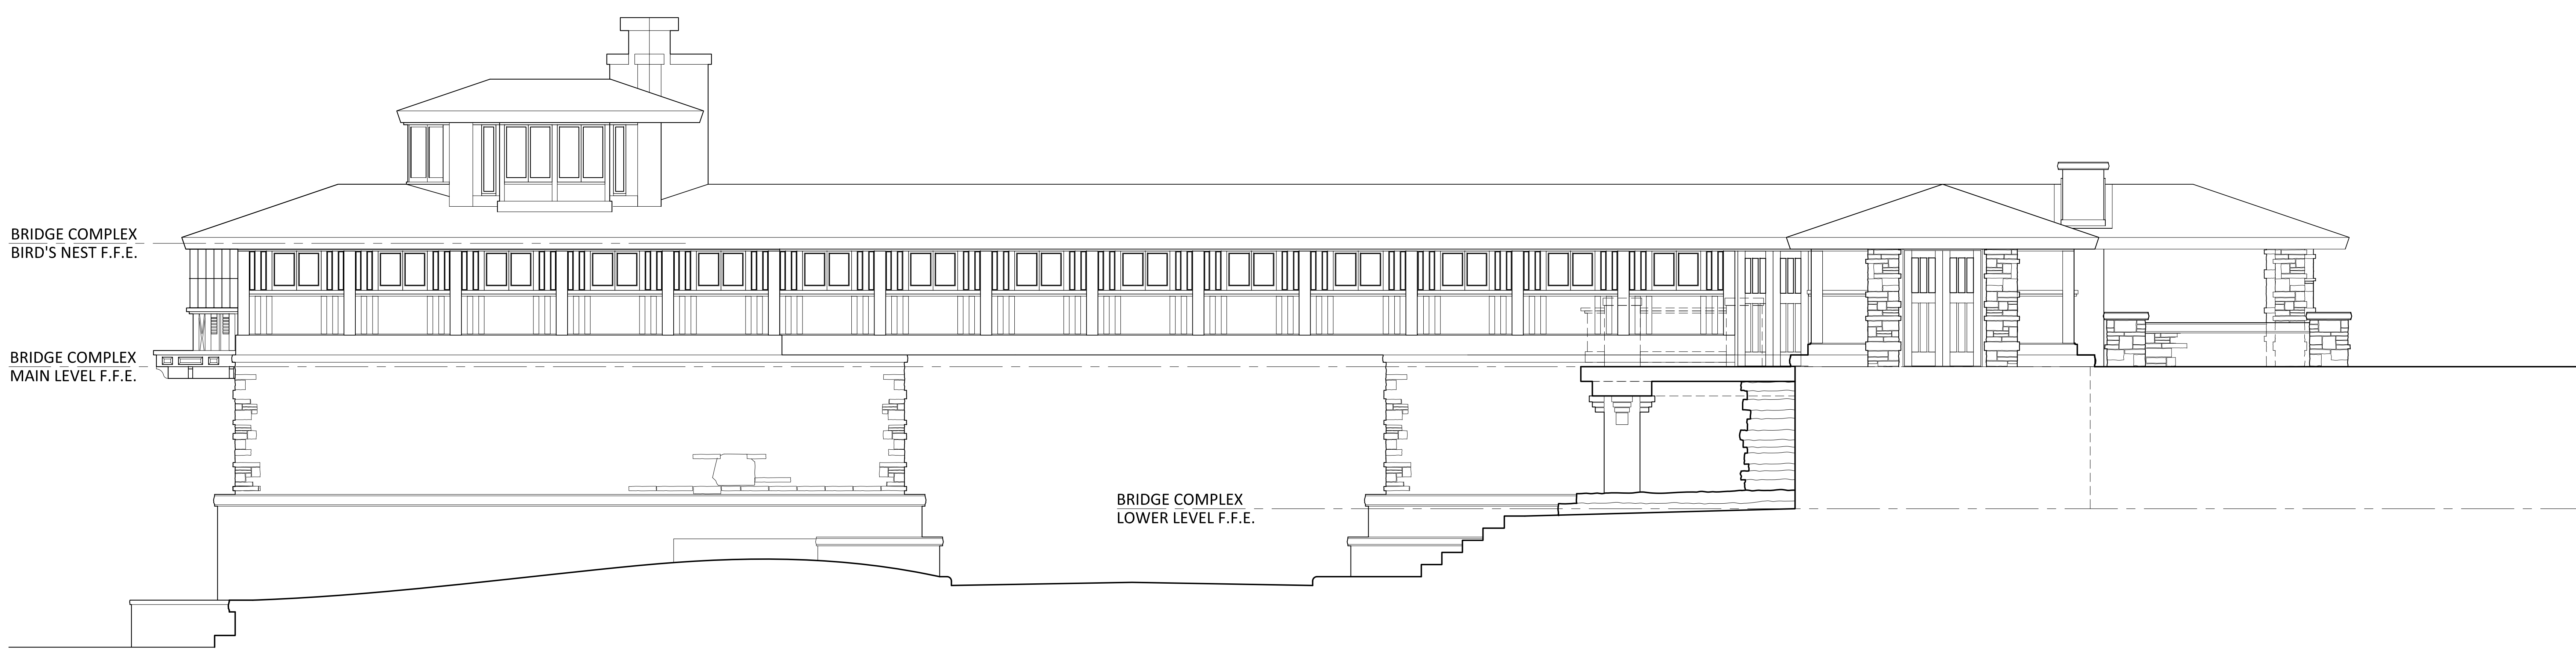 BRIDGE COMPLEX
BIRD'S NEST F.F.E.
BRIDGE COMPLEX
MAIN LEVEL F.F.E.
BRIDGE COMPLEX
LOWER LEVEL F.F.E.